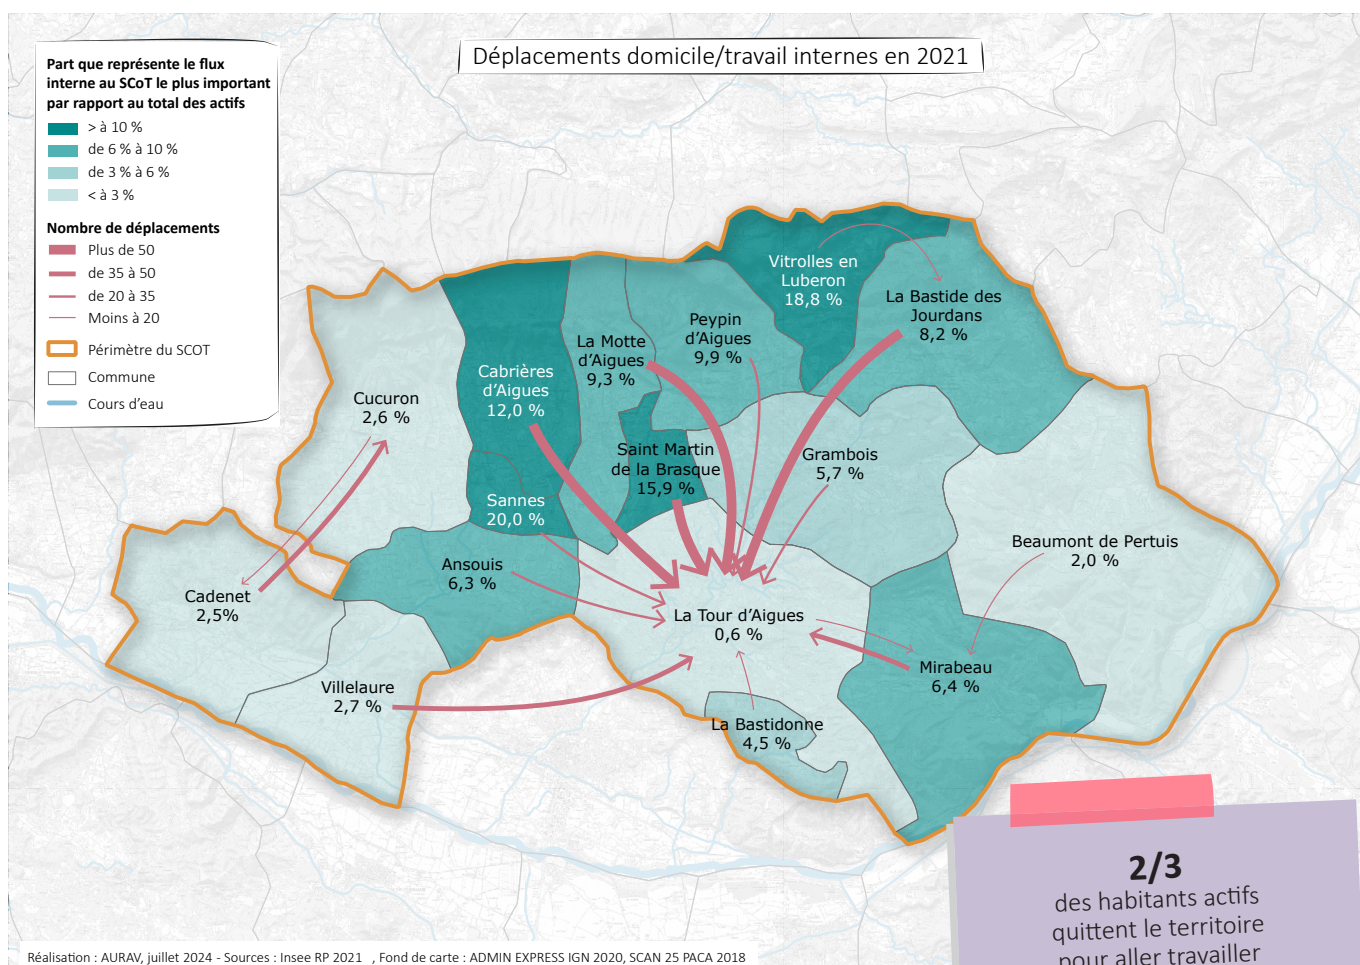 Déplacements domicile/travail internes en 2021
Part que représente le flux
interne au SCoT le plus important
par rapport au total des actifs
> à 10 %
de 6 % à 10 %
de 3 % à 6 %
< à 3 %
Nombre de déplacements
Plus de 50
de 35 à 50
de 20 à 35
Moins à 20
Périmètre du SCOT
Commune
Cours d'eau
Vitrolles en
Luberon
18,8 %
La Bastide des
Jourdans
8,2 %
Peypin
d'Aigues
9,9 %
La Motte
d'Aigues
9,3 %
Cabrières
d'Aigues
12,0 %
Cucuron
2,6 %
Saint Martin
de la Brasque
15,9 %
Grambois
5,7 %
Sannes
20,0 %
Beaumont de Pertuis
2,0 %
Ansouis
6,3 %
Cadenet
2,5%
La Tour d'Aigues
0,6 %
Mirabeau
6,4 %
Villelaure
2,7 %
La Bastidonne
4,5 %
2/3
des habitants actifs
quittent le territoire
pour aller travailler
Réalisation : AURAV, juillet 2024 - Sources : Insee RP 2021 , Fond de carte : ADMIN EXPRESS IGN 2020, SCAN 25 PACA 2018